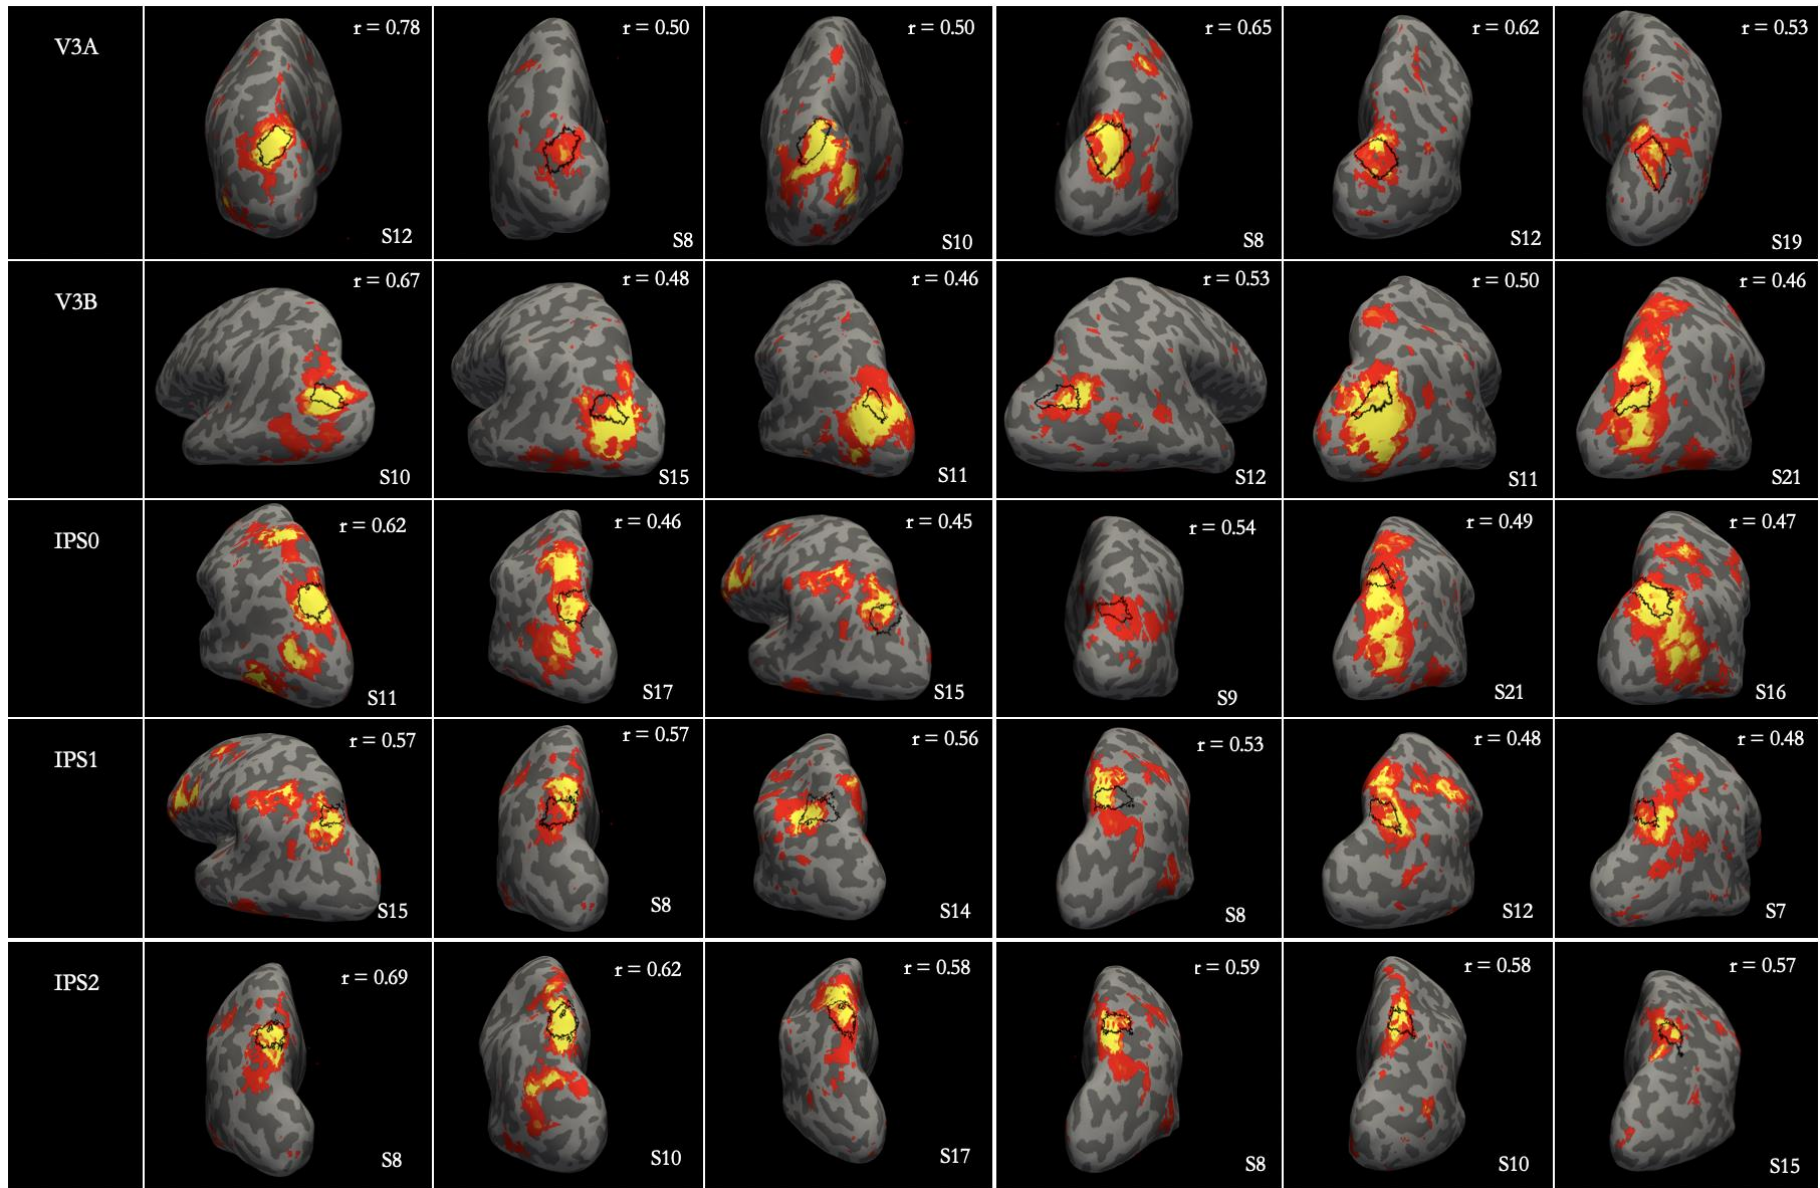 V3A
r = 0.78
S12
r = 0.50
S8
r = 0.50
S10
r = 0.65
S8
r = 0.62
S12
r = 0.53
S19
V3B
r = 0.67
S10
r = 0.48
S15
r = 0.46
S11
r = 0.53
S12
r = 0.50
S11
r = 0.46
S21
IPS0
r = 0.62
S11
r = 0.46
S17
r = 0.45
S15
r = 0.54
S9
r = 0.49
S21
r = 0.47
S16
IPS1
r = 0.57
S15
r = 0.57
S8
r = 0.56
S14
r = 0.53
S8
r = 0.48
S12
r = 0.48
S7
IPS2
r = 0.69
S8
r = 0.62
S10
r = 0.58
S17
r = 0.59
S8
r = 0.58
S10
r = 0.57
S15